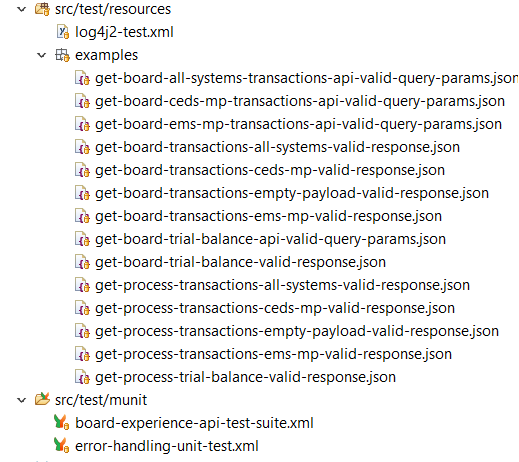 src/test/resources
log4j2-test.xml
examples
get-board-all-systems-transactions-api-valid-query-params.json
get-board-ceds-mp-transactions-api-valid-query-params.json
get-board-ems-mp-transactions-api-valid-query-params.json
get-board-transactions-all-systems-valid-response.json
get-board-transactions-ceds-mp-valid-response.json
get-board-transactions-empty-payload-valid-response.json
get-board-transactions-ems-mp-valid-response.json
get-board-trial-balance-api-valid-query-params.json
get-board-trial-balance-valid-response.json
get-process-transactions-all-systems-valid-response.json
get-process-transactions-ceds-mp-valid-response.json
get-process-transactions-empty-payload-valid-response.json
get-process-transactions-ems-mp-valid-response.json
get-process-trial-balance-valid-response.json
src/test/munit
board-experience-api-test-suite.xml
error-handling-unit-test.xml